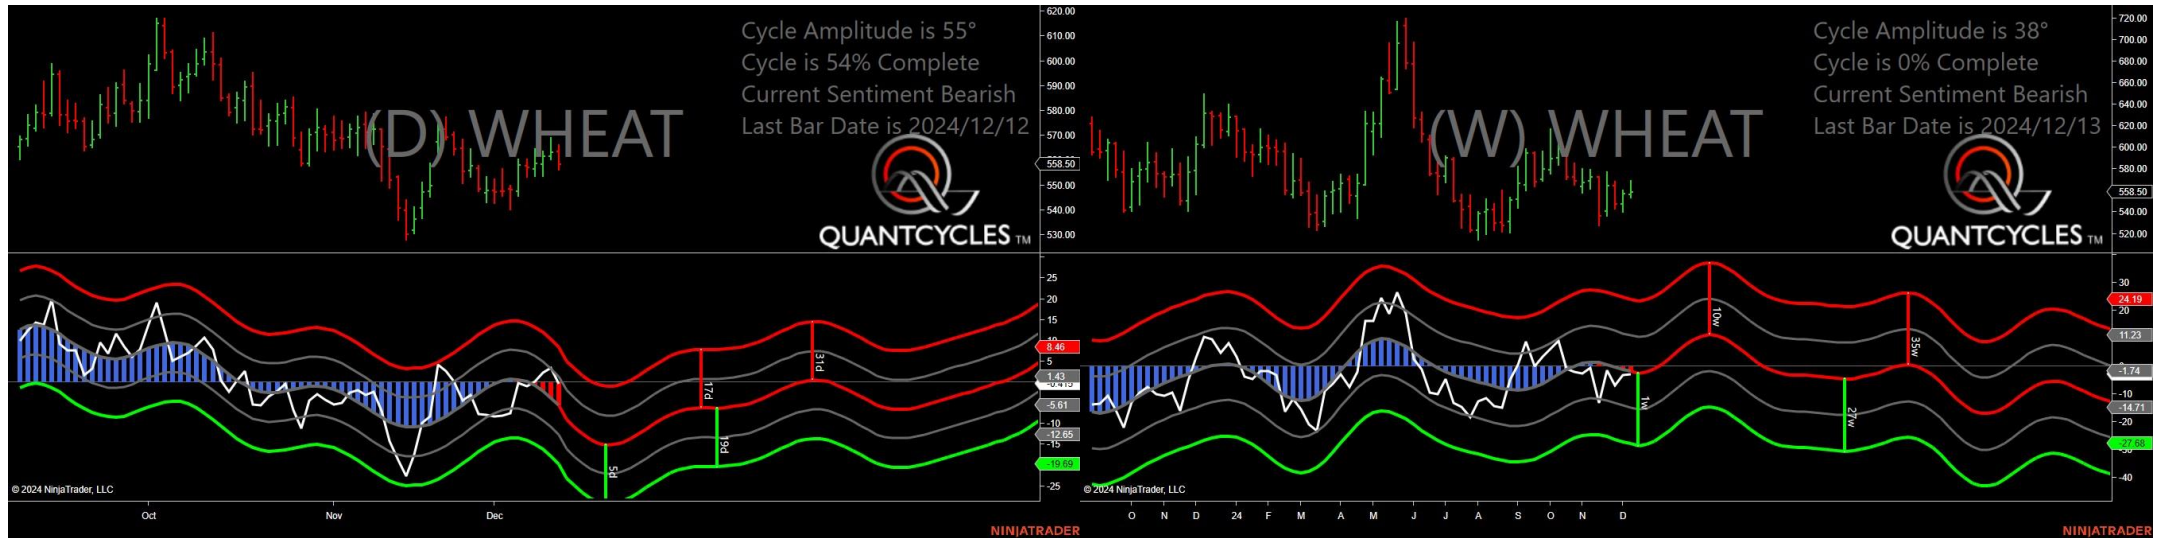 Cycle Amplitude is 55°
Cycle is 54% Complete
Current Sentiment Bearish
Last Bar Date is 2024/12/12
(D) WHEAT
QUANTCYCLES TM
620.00
610.00
600.00
590.00
580.00
570.00
558.50
550.00
540.00
530.00
25
20
15
8.46
5
1.43
-0.415
-5.61
-10
-12.65
-15
-19.69
-25
17d
31d
19d
5d
© 2024 NinjaTrader, LLC
Oct
Nov
Dec
NINJATRADER
Cycle Amplitude is 38°
Cycle is 0% Complete
Current Sentiment Bearish
Last Bar Date is 2024/12/13
(W) WHEAT
QUANTCYCLES TM
720.00
700.00
680.00
660.00
640.00
620.00
600.00
580.00
558.50
540.00
520.00
30
24.19
20
11.23
-1.74
-10
-14.71
-20
-27.68
-40
10w
35w
1w
27w
© 2024 NinjaTrader, LLC
O
N
D
24
F
M
A
M
J
J
A
S
O
N
D
NINJATRADER